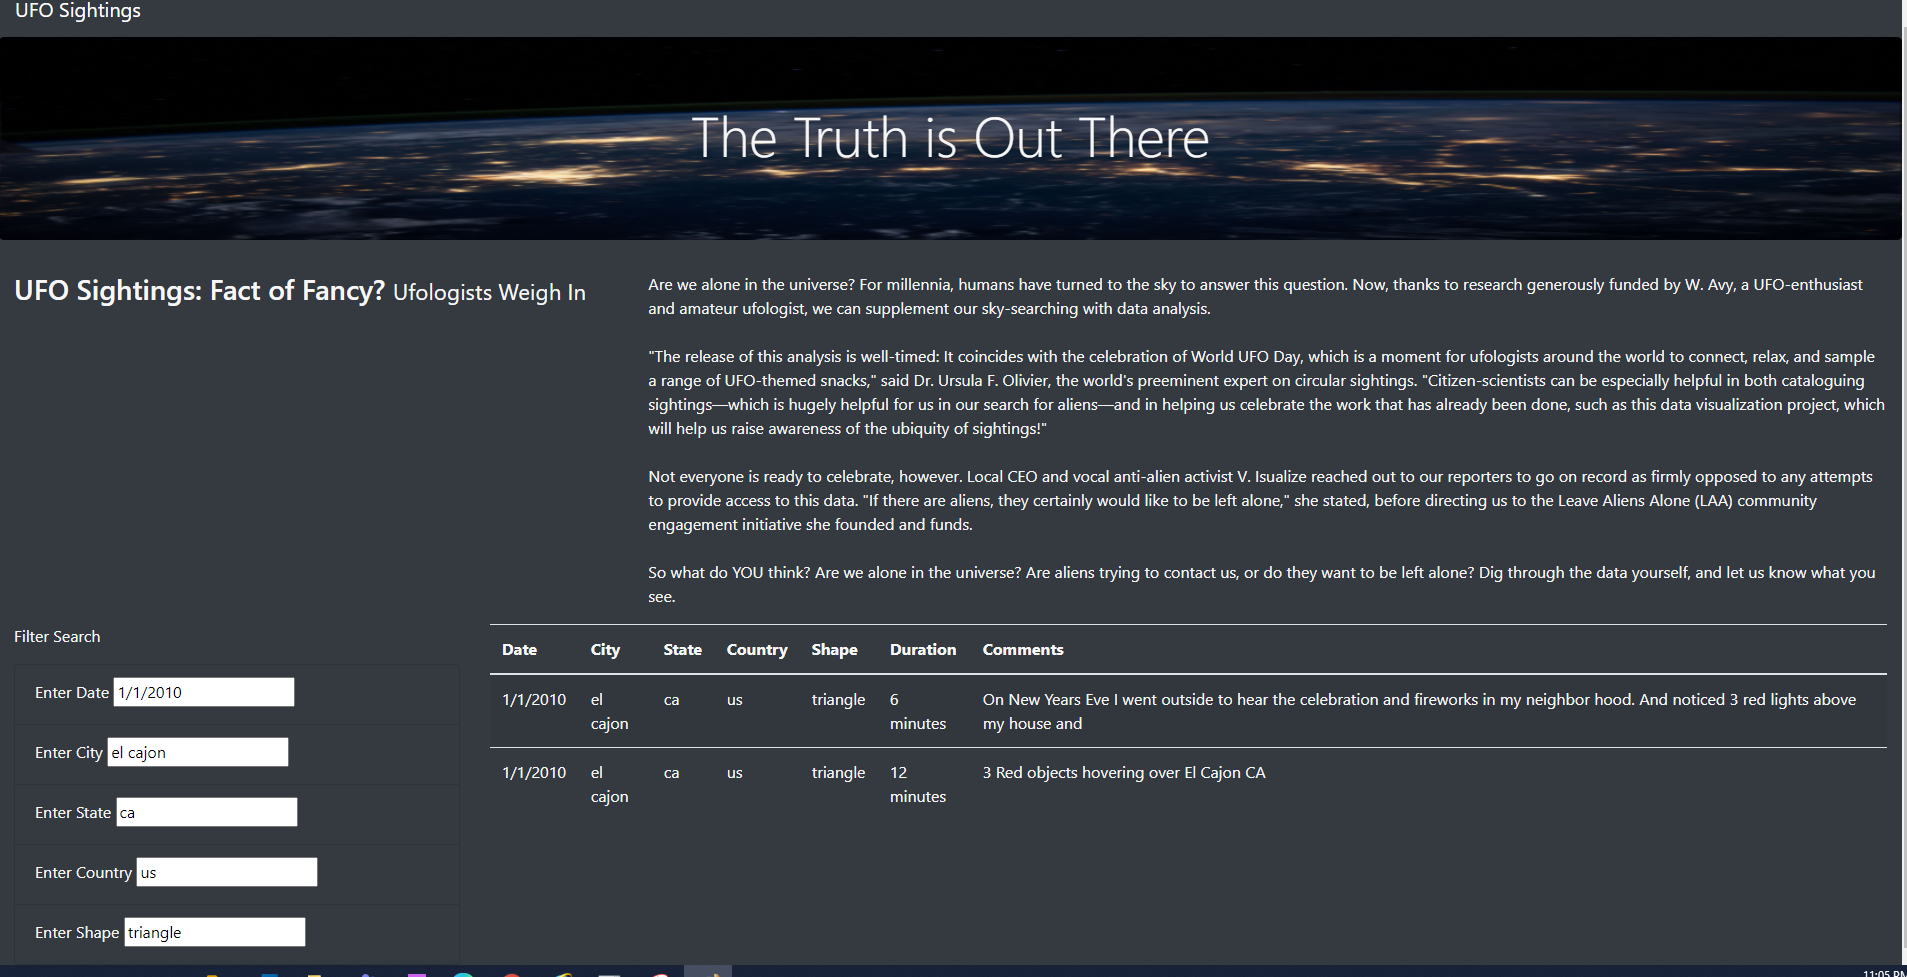 UFO Sightings
The Truth is Out There
UFO Sightings: Fact of Fancy? Ufologists Weigh In
Are we alone in the universe? For millennia, humans have turned to the sky to answer this question. Now, thanks to research generously funded by W. Avy, a UFO-enthusiast
and amateur ufologist, we can supplement our sky-searching with data analysis.
"The release of this analysis is well-timed: It coincides with the celebration of World UFO Day, which is a moment for ufologists around the world to connect, relax, and sample
a range of UFO-themed snacks," said Dr. Ursula F. Olivier, the world's preeminent expert on circular sightings. "Citizen-scientists can be especially helpful in both cataloguing
sightings—which is hugely helpful for us in our search for aliens—and in helping us celebrate the work that has already been done, such as this data visualization project, which
will help us raise awareness of the ubiquity of sightings!"
Not everyone is ready to celebrate, however. Local CEO and vocal anti-alien activist V. Isualize reached out to our reporters to go on record as firmly opposed to any attempts
to provide access to this data. "If there are aliens, they certainly would like to be left alone," she stated, before directing us to the Leave Aliens Alone (LAA) community
engagement initiative she founded and funds.
So what do YOU think? Are we alone in the universe? Are aliens trying to contact us, or do they want to be left alone? Dig through the data yourself, and let us know what you
see.
Filter Search
Enter Date 1/1/2010
Enter City el cajon
Enter State ca
Enter Country us
Enter Shape triangle
Date City State Country Shape Duration Comments
1/1/2010 el ca us triangle 6 On New Years Eve I went outside to hear the celebration and fireworks in my neighbor hood. And noticed 3 red lights above
cajon minutes my house and
1/1/2010 el ca us triangle 12 3 Red objects hovering over El Cajon CA
cajon minutes
11:05 PM